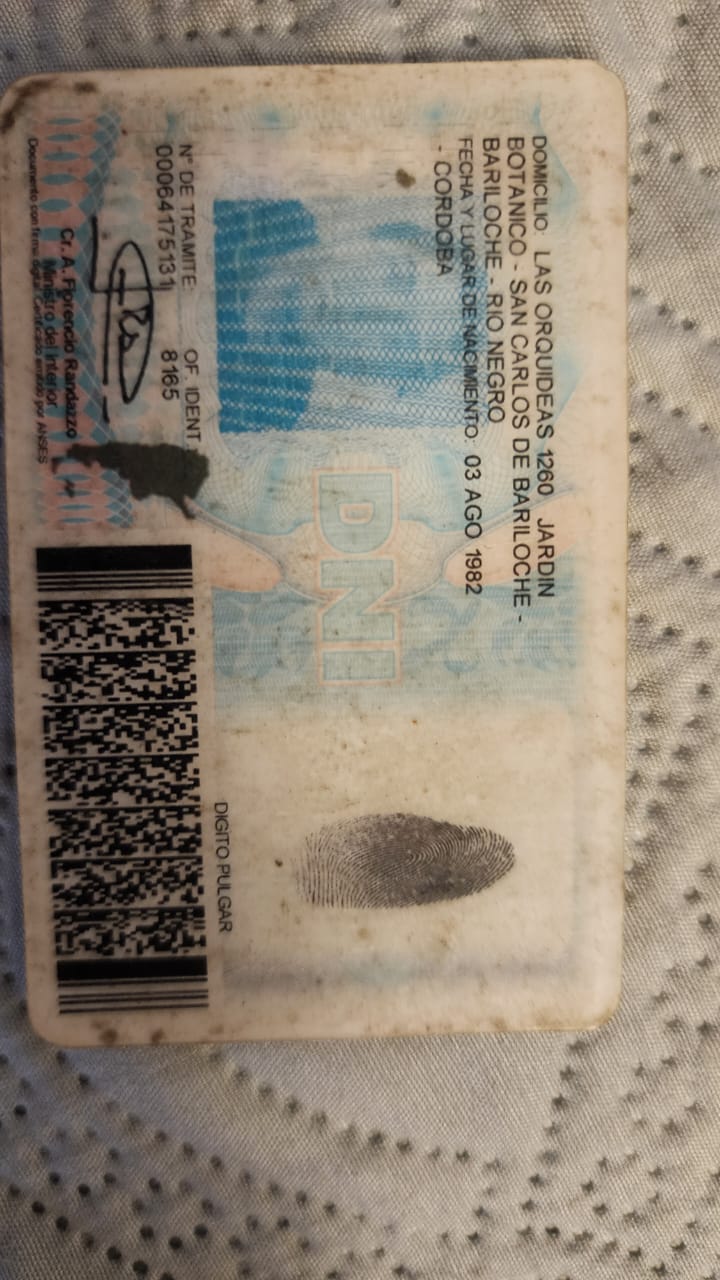 DOMICILIO: LAS ORQUIDEAS 1260 JARDIN
BOTANICO - SAN CARLOS DE BARILOCHE -
BARILOCHE - RIO NEGRO
FECHA Y LUGAR DE NACIMIENTO: 03 AGO 1982
- CORDOBA
DNI
N° DE TRAMITE: OF. IDENT
00064175131 8165
Cr. A. Florencio Randazzo
Ministro del Interior
Documento con firma digital. Certificado emitido por ANSES
DIGITO PULGAR